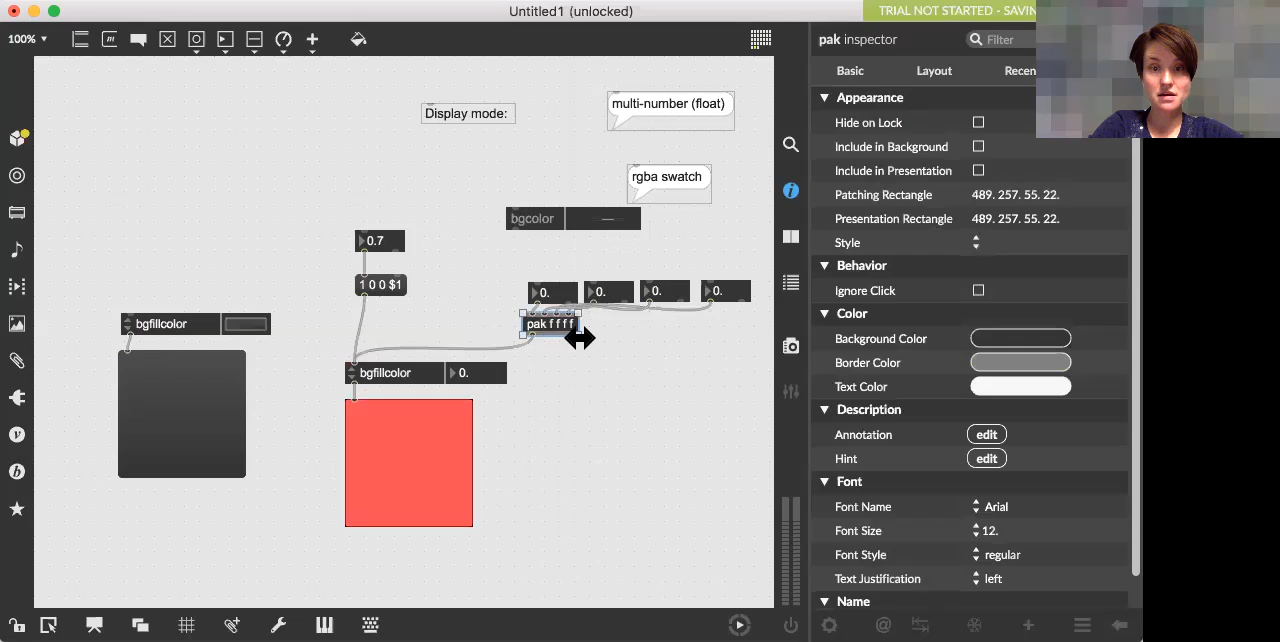 Untitled1 (unlocked)
TRIAL NOT STARTED - SAVIN
100%
pak inspector
Filter
Basic
Layout
Recen
Display mode:
multi-number (float)
rgba swatch
bgcolor
0.7
1 0 0 $1
0.
0.
0.
0.
pak f f f f
bgfillcolor
bgfillcolor
0.
Appearance
Hide on Lock
Include in Background
Include in Presentation
Patching Rectangle 489. 257. 55. 22.
Presentation Rectangle 489. 257. 55. 22.
Style
Behavior
Ignore Click
Color
Background Color
Border Color
Text Color
Description
Annotation edit
Hint edit
Font
Font Name Arial
Font Size 12.
Font Style regular
Text Justification left
Name